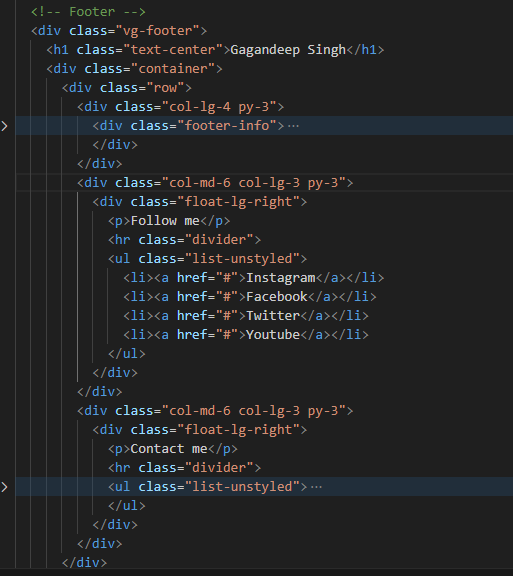 <!-- Footer -->
<div class="vg-footer">
<h1 class="text-center">Gagandeep Singh</h1>
<div class="container">
<div class="row">
<div class="col-lg-4 py-3">
<div class="footer-info">…
</div>
</div>
<div class="col-md-6 col-lg-3 py-3">
<div class="float-lg-right">
<p>Follow me</p>
<hr class="divider">
<ul class="list-unstyled">
<li><a href="#">Instagram</a></li>
<li><a href="#">Facebook</a></li>
<li><a href="#">Twitter</a></li>
<li><a href="#">Youtube</a></li>
</ul>
</div>
</div>
<div class="col-md-6 col-lg-3 py-3">
<div class="float-lg-right">
<p>Contact me</p>
<hr class="divider">
<ul class="list-unstyled">…
</ul>
</div>
</div>
</div>